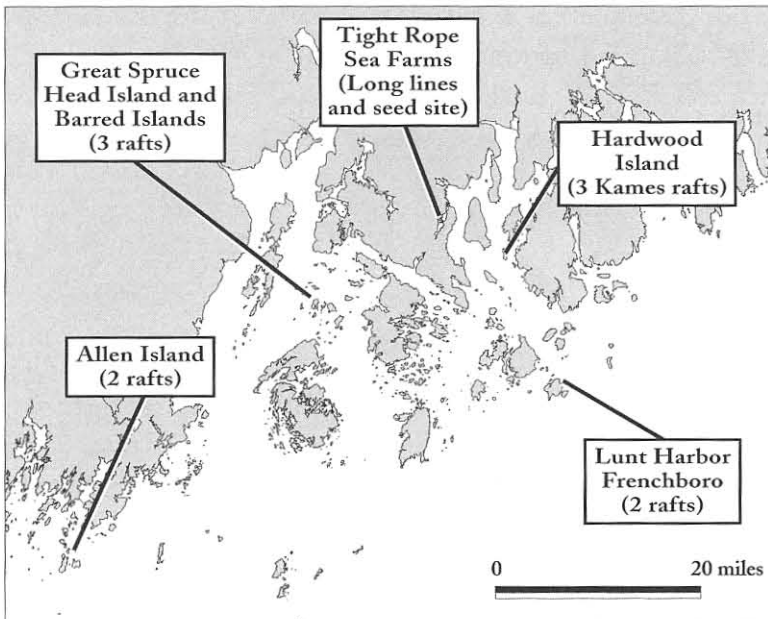 Great Spruce
Head Island and
Barred Islands
(3 rafts)
Tight Rope
Sea Farms
(Long lines
and seed site)
Hardwood
Island
(3 Kames rafts)
Allen Island
(2 rafts)
Lunt Harbor
Frenchboro
(2 rafts)
0 20 miles